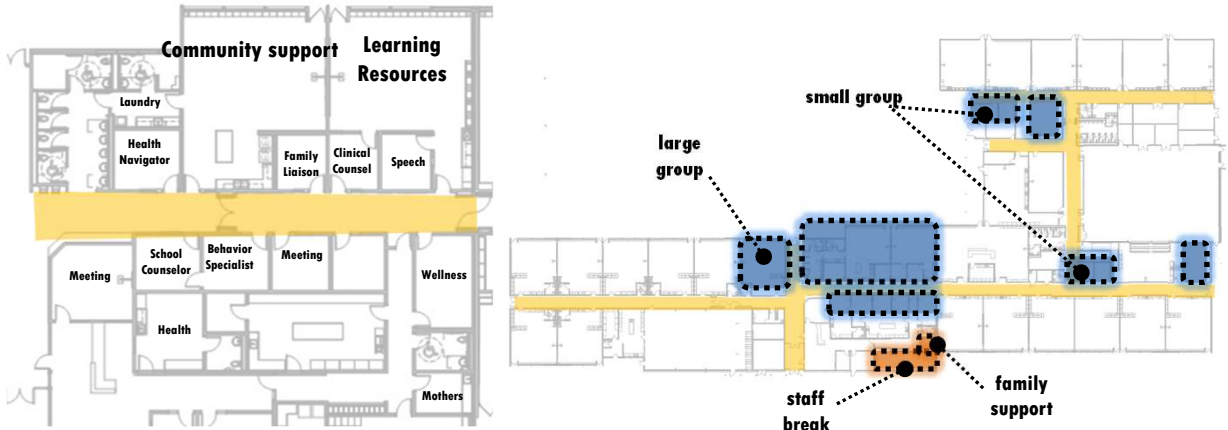 Community support
Learning
Resources
Laundry
Health
Navigator
Family
Liaison
Clinical
Counsel
Speech
Meeting
School
Counselor
Behavior
Specialist
Meeting
Wellness
Health
Mothers
small group
large
group
staff
break
family
support